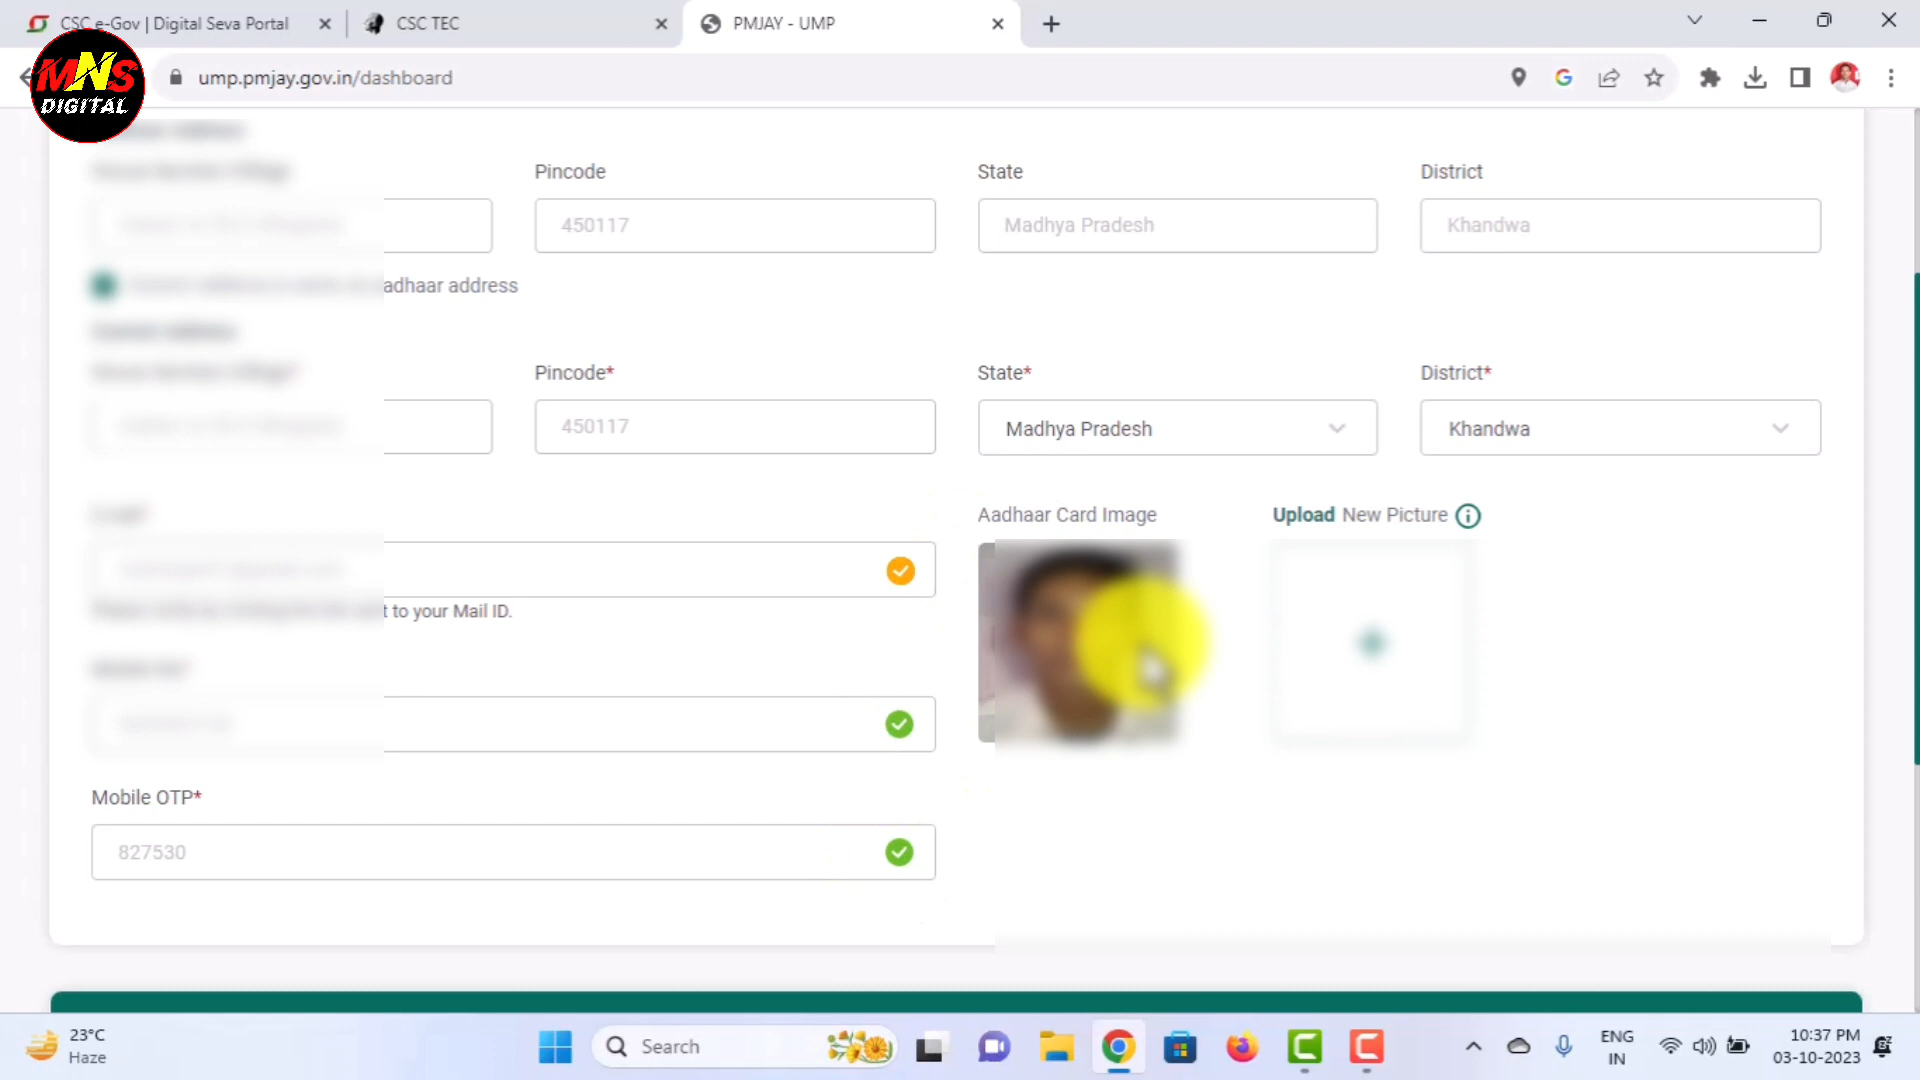 CSC e-Gov | Digital Seva Portal
CSC TEC
PMJAY - UMP
MNS
DIGITAL
ump.pmjay.gov.in/dashboard
Pincode
State
District
450117
Madhya Pradesh
Khandwa
adhaar address
Pincode*
State*
District*
450117
Madhya Pradesh
Khandwa
Aadhaar Card Image
Upload New Picture
t to your Mail ID.
Mobile OTP*
827530
23°C
Haze
Search
ENG
IN
10:37 PM
03-10-2023